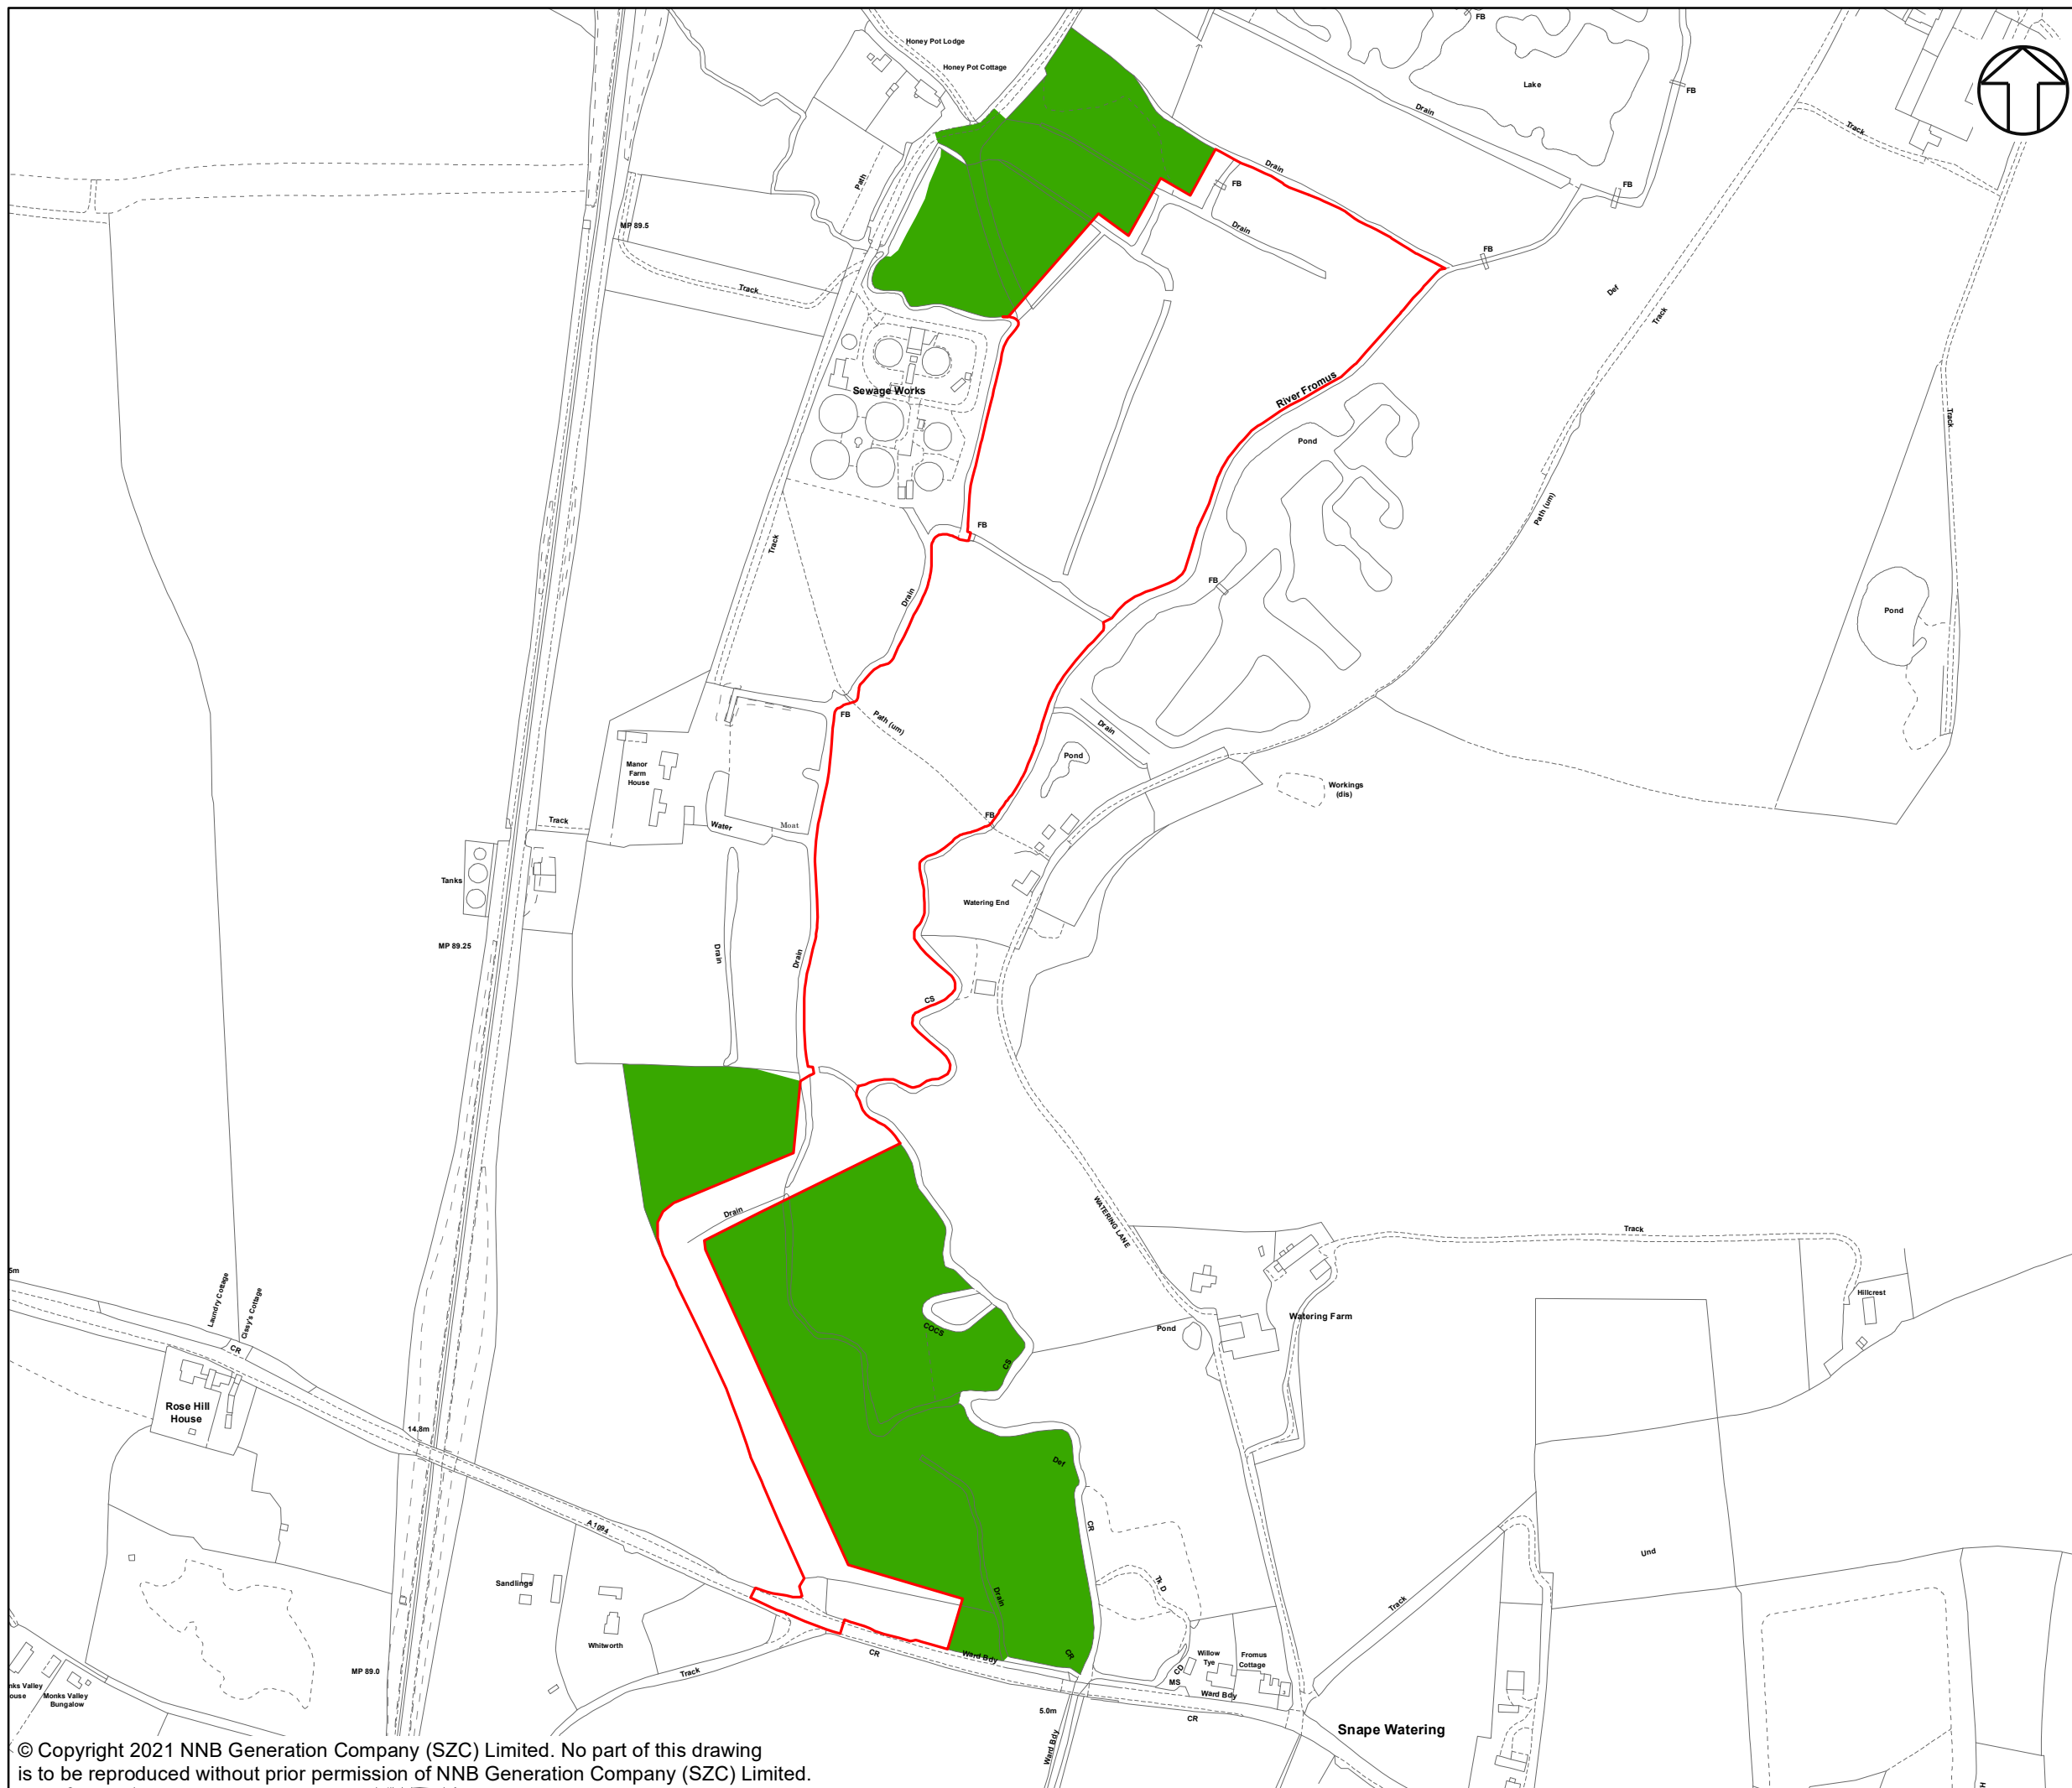 Honey Pot Lodge
FB
Honey Pot Cottage
Lake
FB
Drain
Track
Drain
Path
FB
FB
MP 89.5
Drain
FB
Track
Def
Track
Sewage Works
River Fromus
Track
Pond
Path (um)
FB
Track
FB
Drain
Pond
FB
Path (um)
Drain
Pond
Manor
Farm
House
Workings
(dis)
Track
Water
Moat
FB
Tanks
Watering End
MP 89.25
Drain
Drain
CS
Drain
WATERING LANE
Track
5m
Laundry Cottage
Cissy's Cottage
Hillcrest
CR
COCS
Pond
Watering Farm
CS
Rose Hill
House
14.8m
Def
A 1094
CR
Und
Sandlings
Drain
Tk D
Track
Whitworth
CR
Ward Bdy
CR
Willow
Tye
Fromus
Cottage
MP 89.0
Track
CD
MS
Ward Bdy
Monks Valley
Bungalow
5.0m
CR
Snape Watering
Ward Bdy
© Copyright 2021 NNB Generation Company (SZC) Limited. No part of this drawing
is to be reproduced without prior permission of NNB Generation Company (SZC) Limited.